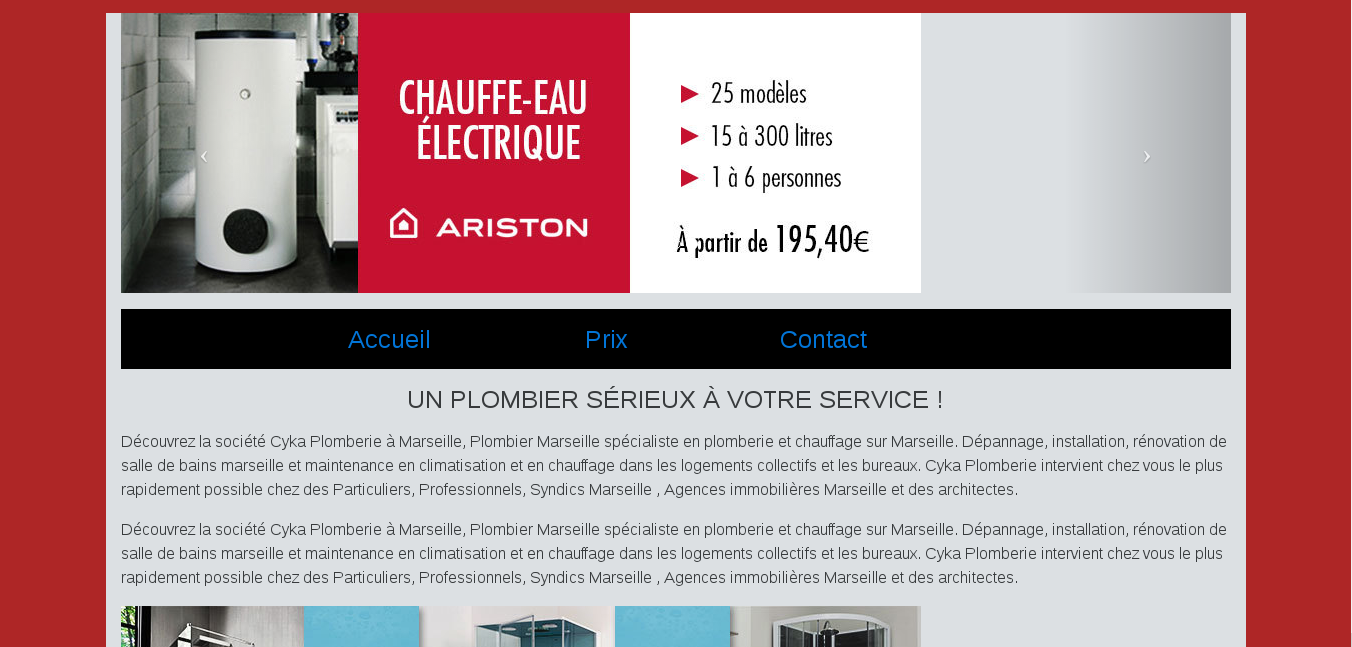 CHAUFFE-EAU
ÉLECTRIQUE
ARISTON
25 modèles
15 à 300 litres
1 à 6 personnes
À partir de 195,40€
Accueil Prix Contact
UN PLOMBIER SÉRIEUX À VOTRE SERVICE !
Découvrez la société Cyka Plomberie à Marseille, Plombier Marseille spécialiste en plomberie et chauffage sur Marseille. Dépannage, installation, rénovation de
salle de bains marseille et maintenance en climatisation et en chauffage dans les logements collectifs et les bureaux. Cyka Plomberie intervient chez vous le plus
rapidement possible chez des Particuliers, Professionnels, Syndics Marseille , Agences immobilières Marseille et des architectes.
Découvrez la société Cyka Plomberie à Marseille, Plombier Marseille spécialiste en plomberie et chauffage sur Marseille. Dépannage, installation, rénovation de
salle de bains marseille et maintenance en climatisation et en chauffage dans les logements collectifs et les bureaux. Cyka Plomberie intervient chez vous le plus
rapidement possible chez des Particuliers, Professionnels, Syndics Marseille , Agences immobilières Marseille et des architectes.